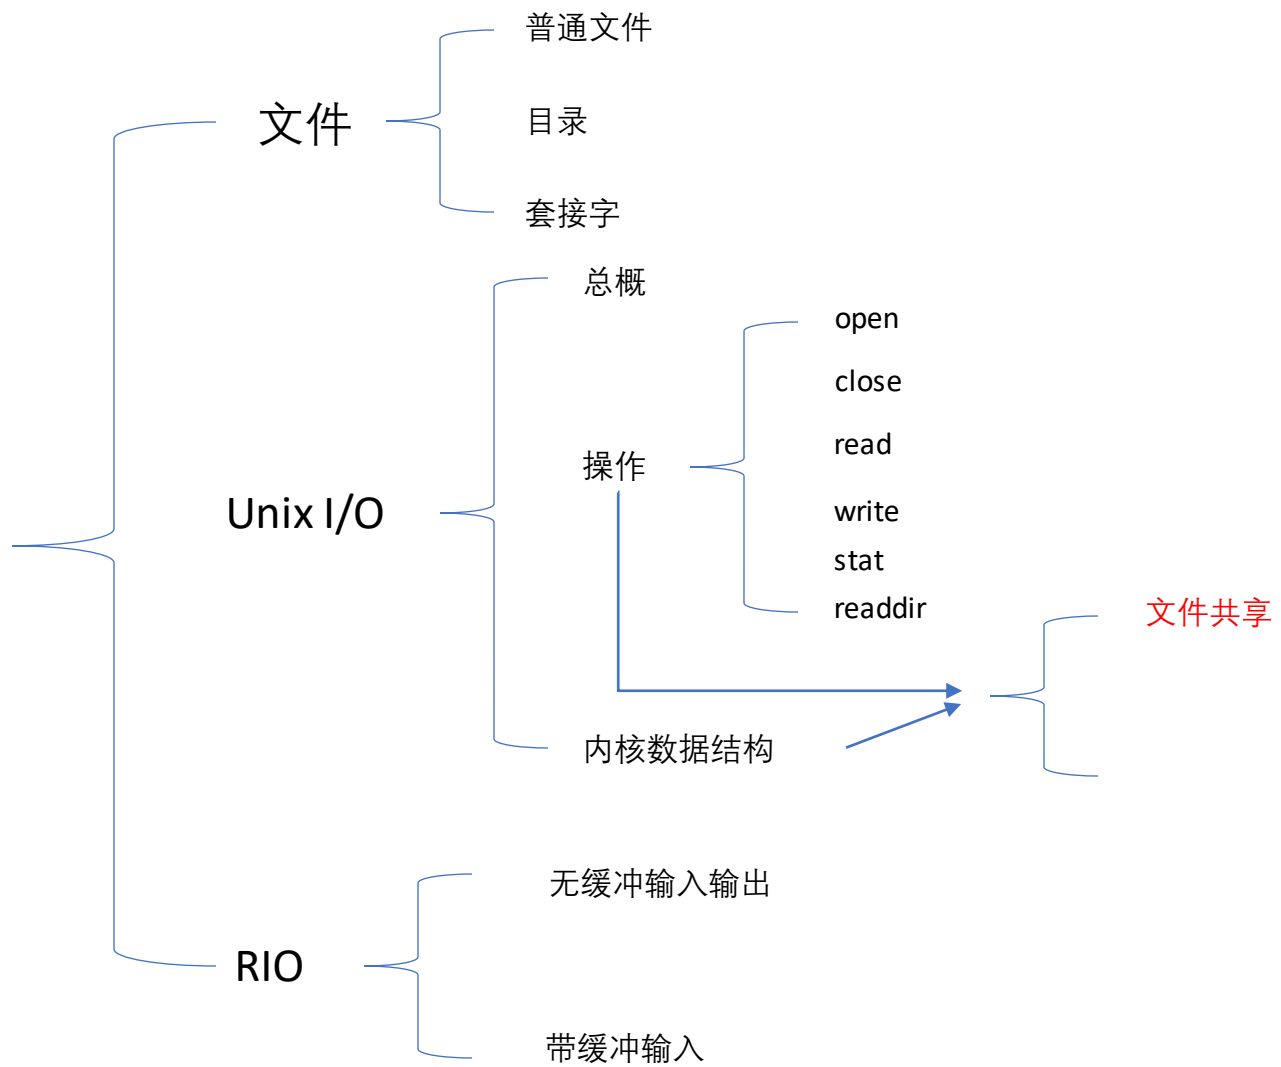 普通文件
文件
目录
套接字
总概
open
close
read
操作
write
Unix I/O
stat
readdir
文件共享
内核数据结构
无缓冲输入输出
RIO
带缓冲输入